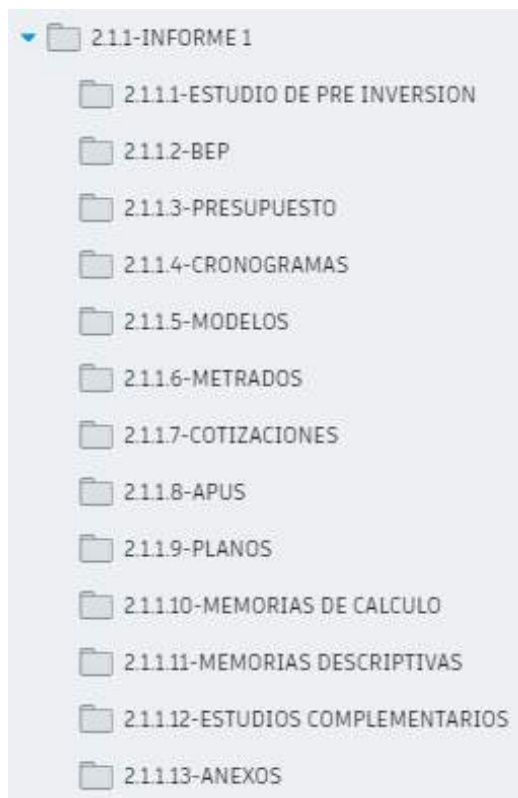 2.1.1-INFORME 1
2.1.1.1-ESTUDIO DE PRE INVERSION
2.1.1.2-BEP
2.1.1.3-PRESUPUESTO
2.1.1.4-CRONOGRAMAS
2.1.1.5-MODELOS
2.1.1.6-METRADOS
2.1.1.7-COTIZACIONES
2.1.1.8-APUS
2.1.1.9-PLANOS
2.1.1.10-MEMORIAS DE CALCULO
2.1.1.11-MEMORIAS DESCRIPTIVAS
2.1.1.12-ESTUDIOS COMPLEMENTARIOS
2.1.1.13-ANEXOS